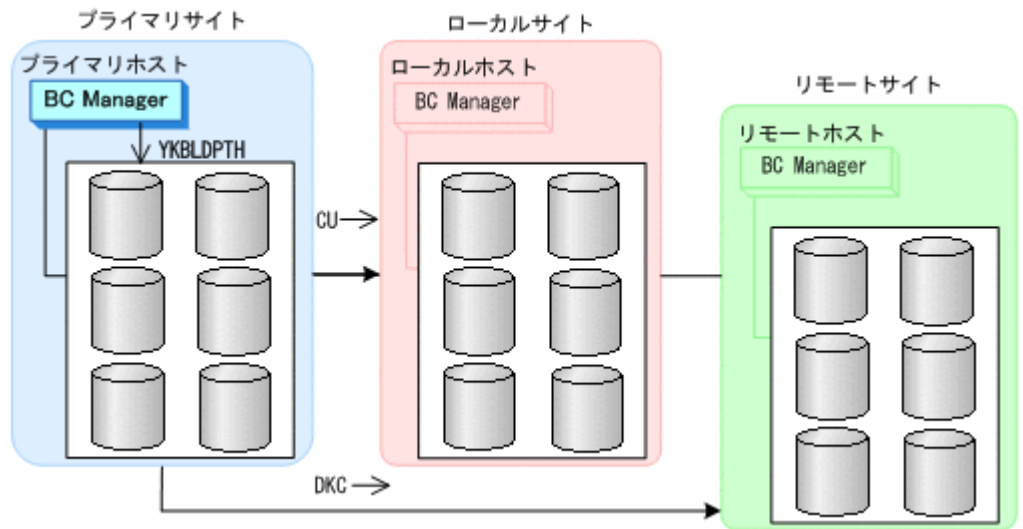 プライマリサイト
プライマリホスト
BC Manager
YKBLDPTH
CU
DKC
ローカルサイト
ローカルホスト
BC Manager
リモートサイト
リモートホスト
BC Manager